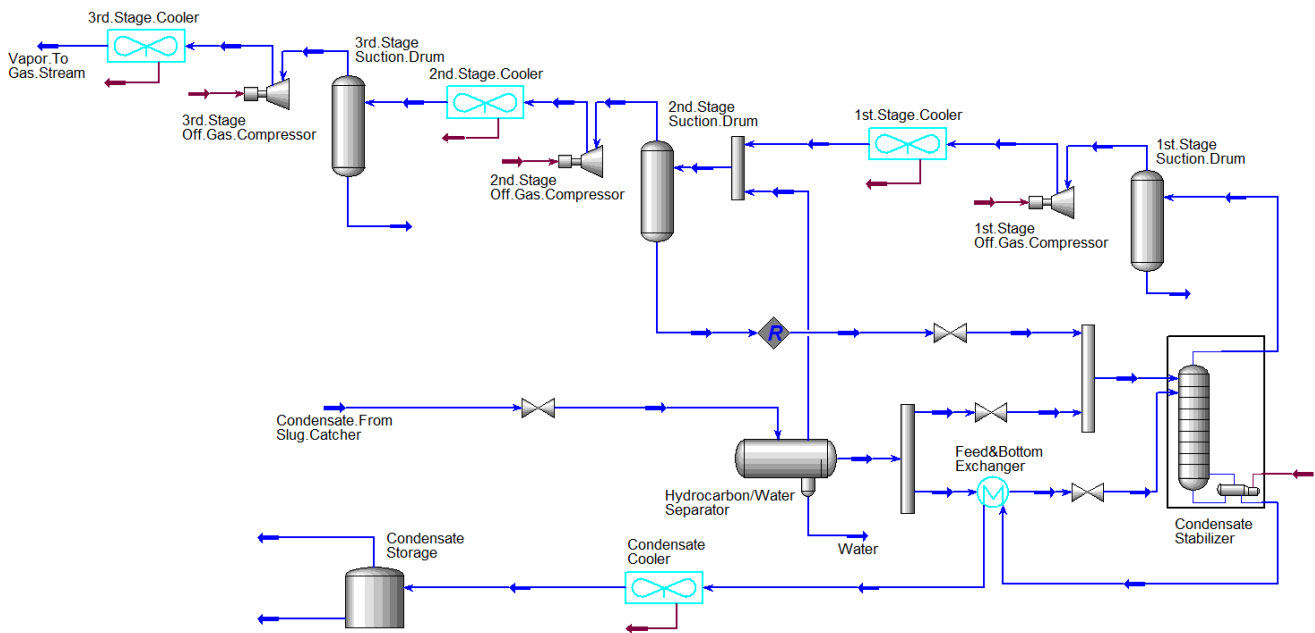 3rd.Stage.Cooler
Vapor.To
Gas.Stream
3rd.Stage
Off.Gas.Compressor
3rd.Stage
Suction.Drum
2nd.Stage.Cooler
2nd.Stage
Off.Gas.Compressor
2nd.Stage
Suction.Drum
1st.Stage.Cooler
1st.Stage
Off.Gas.Compressor
1st.Stage
Suction.Drum
R
Condensate.From
Slug.Catcher
Hydrocarbon/Water
Separator
Water
Feed&Bottom
Exchanger
Condensate
Stabilizer
Condensate
Storage
Condensate
Cooler